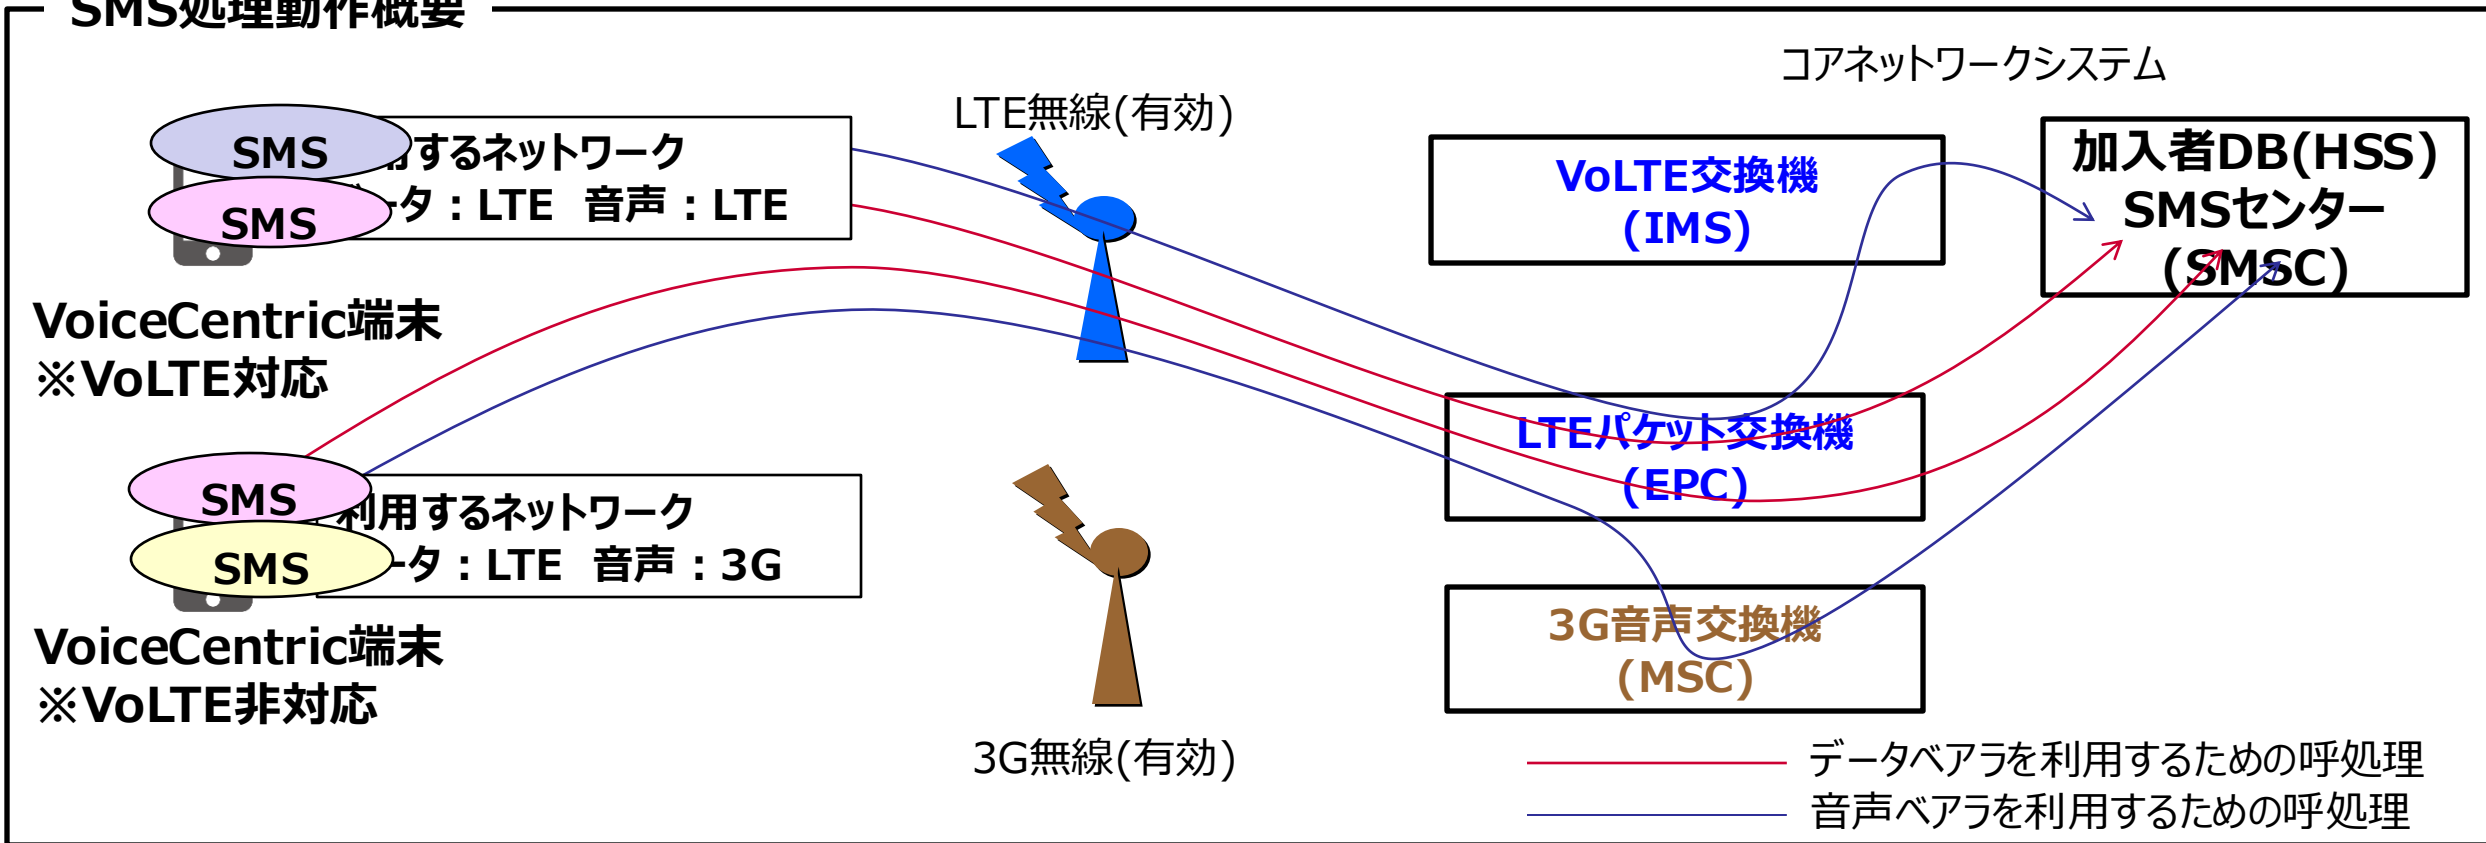 SMS処理動作概要
コアネットワークシステム
LTE無線(有効)
SMS
用するネットワーク
SMS
ータ：LTE 音声：LTE
VoLTE交換機
(IMS)
加入者DB(HSS)
SMSセンター
(SMSC)
VoiceCentric端末
※VoLTE対応
LTEパケット交換機
(EPC)
SMS
利用するネットワーク
SMS
ータ：LTE 音声：3G
3G音声交換機
(MSC)
VoiceCentric端末
※VoLTE非対応
3G無線(有効)
データベアラを利用するための呼処理
音声ベアラを利用するための呼処理